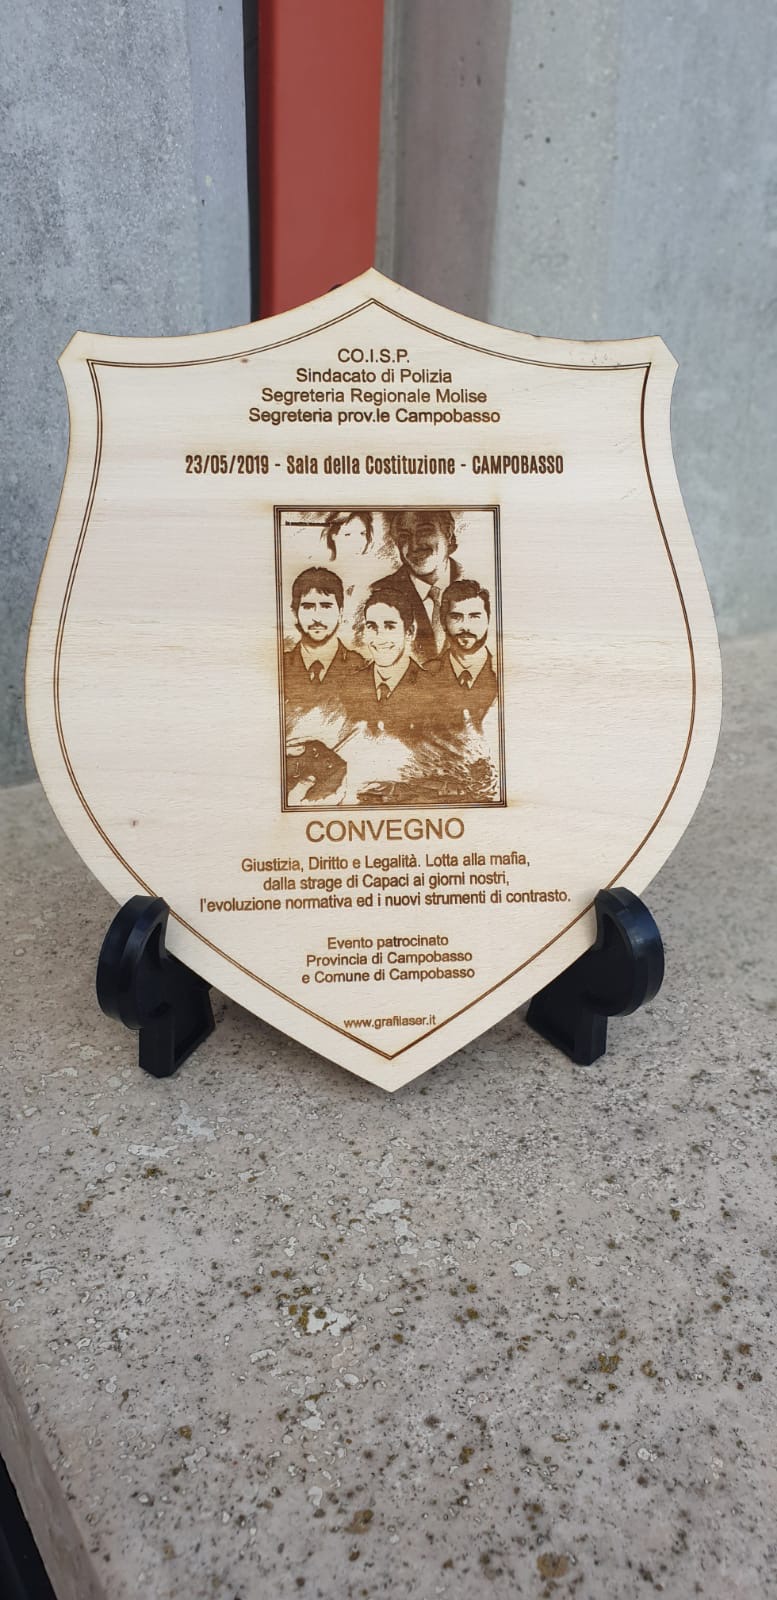 CO.I.S.P.
Sindacato di Polizia
Segreteria Regionale Molise
Segreteria prov.le Campobasso
23/05/2019 - Sala della Costituzione - CAMPOBASSO
CONVEGNO
Giustizia, Diritto e Legalità. Lotta alla mafia,
dalla strage di Capaci ai giorni nostri,
l'evoluzione normativa ed i nuovi strumenti di contrasto.
Evento patrocinato
Provincia di Campobasso
e Comune di Campobasso
www.grafilaser.it